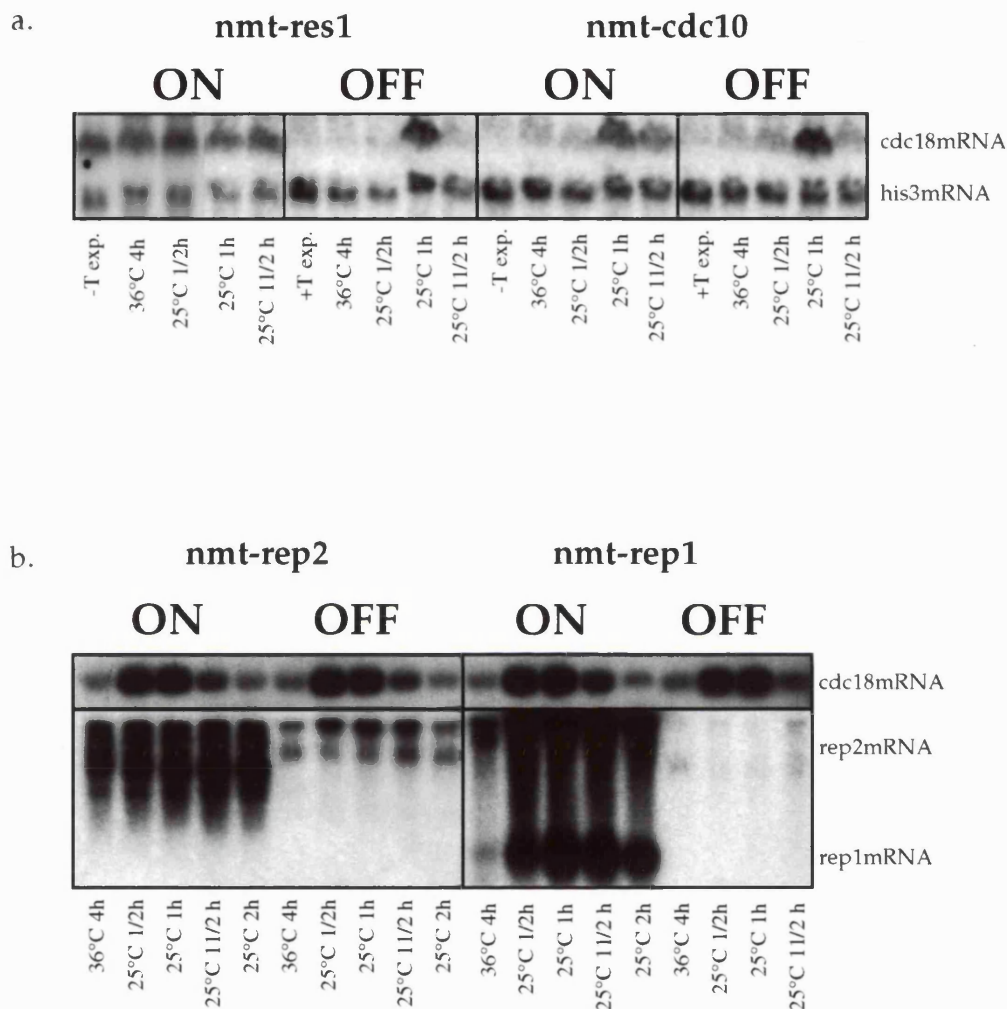 a.
nmt-res1 nmt-cdc10
ON OFF ON OFF
cdc18mRNA
his3mRNA
-T exp. 36°C 4h 25°C 1/2h 25°C 1h 25°C 11/2 h +T exp. 36°C 4h 25°C 1/2h 25°C 1h 25°C 11/2 h -T exp. 36°C 4h 25°C 1/2h 25°C 1h 25°C 11/2 h +T exp. 36°C 4h 25°C 1/2h 25°C 1h 25°C 11/2 h
b.
nmt-rep2 nmt-rep1
ON OFF ON OFF
cdc18mRNA
rep2mRNA
rep1mRNA
36°C 4h 25°C 1/2h 25°C 1h 25°C 11/2 h 25°C 2h 36°C 4h 25°C 1/2h 25°C 1h 25°C 11/2 h 25°C 2h 36°C 4h 25°C 1/2h 25°C 1h 25°C 11/2 h 25°C 2h 36°C 4h 25°C 1/2h 25°C 1h 25°C 11/2 h